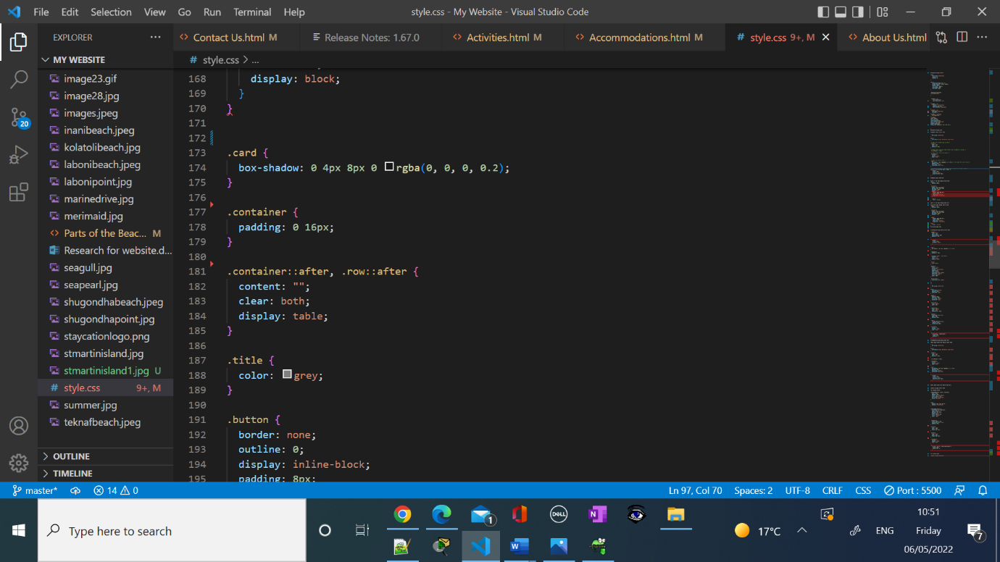 File Edit Selection View Go Run Terminal Help style.css - My Website - Visual Studio Code
EXPLORER
Contact Us.html M Release Notes: 1.67.0 Activities.html M Accommodations.html M # style.css 9+, M About Us.html
MY WEBSITE
# style.css > ...
image23.gif
image28.jpg
images.jpeg
inanibeach.jpeg
kolatolibeach.jpg
labonibeach.jpeg
labonipoint.jpg
marinedrive.jpg
merimaid.jpg
Parts of the Beac... M
Research for website.d...
seagull.jpg
seapearl.jpg
shugondhabeach.jpeg
shugondhapoint.jpg
staycationlogo.png
stmartinisland.jpg
stmartinisland1.jpg U
# style.css 9+, M
summer.jpg
teknafbeach.jpeg
OUTLINE
TIMELINE
20
168 display: block;
169 }
170 }
171
172
173 .card {
174 box-shadow: 0 4px 8px 0 rgba(0, 0, 0, 0.2);
175 }
176
177 .container {
178 padding: 0 16px;
179 }
180
181 .container::after, .row::after {
182 content: "";
183 clear: both;
184 display: table;
185 }
186
187 .title {
188 color: grey;
189 }
190
191 .button {
192 border: none;
193 outline: 0;
194 display: inline-block;
195 padding: 8px;
master* 14 0 Ln 97, Col 70 Spaces: 2 UTF-8 CRLF CSS Port : 5500
Type here to search
1
DELL
N
W
17°C
ENG
10:51
Friday
06/05/2022
7